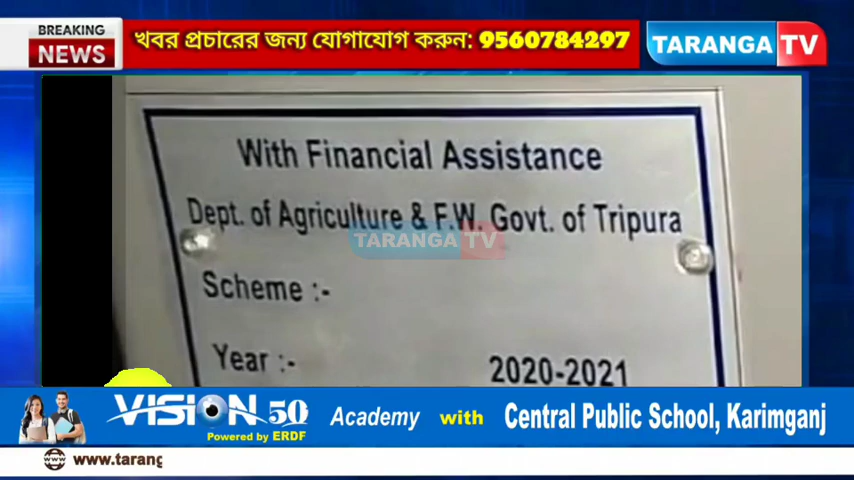 BREAKING
NEWS
খবর প্রচারের জন্য যোগাযোগ করুন: 9560784297
TARANGA TV
With Financial Assistance
Dept. of Agriculture & F.W. Govt. of Tripura
TARANGA TV
Scheme :-
Year :- 2020-2021
VISION 50
Powered by ERDF
Academy with Central Public School, Karimganj
www.tarang